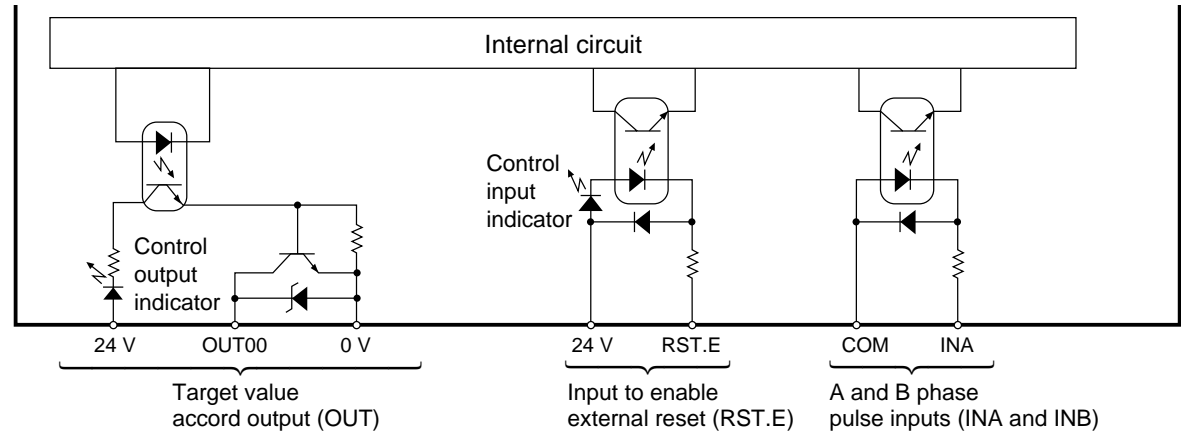 Internal circuit
Control
output
indicator
Control
input
indicator
24 V
OUT00
0 V
24 V
RST.E
COM
INA
Target value
accord output (OUT)
Input to enable
external reset (RST.E)
A and B phase
pulse inputs (INA and INB)